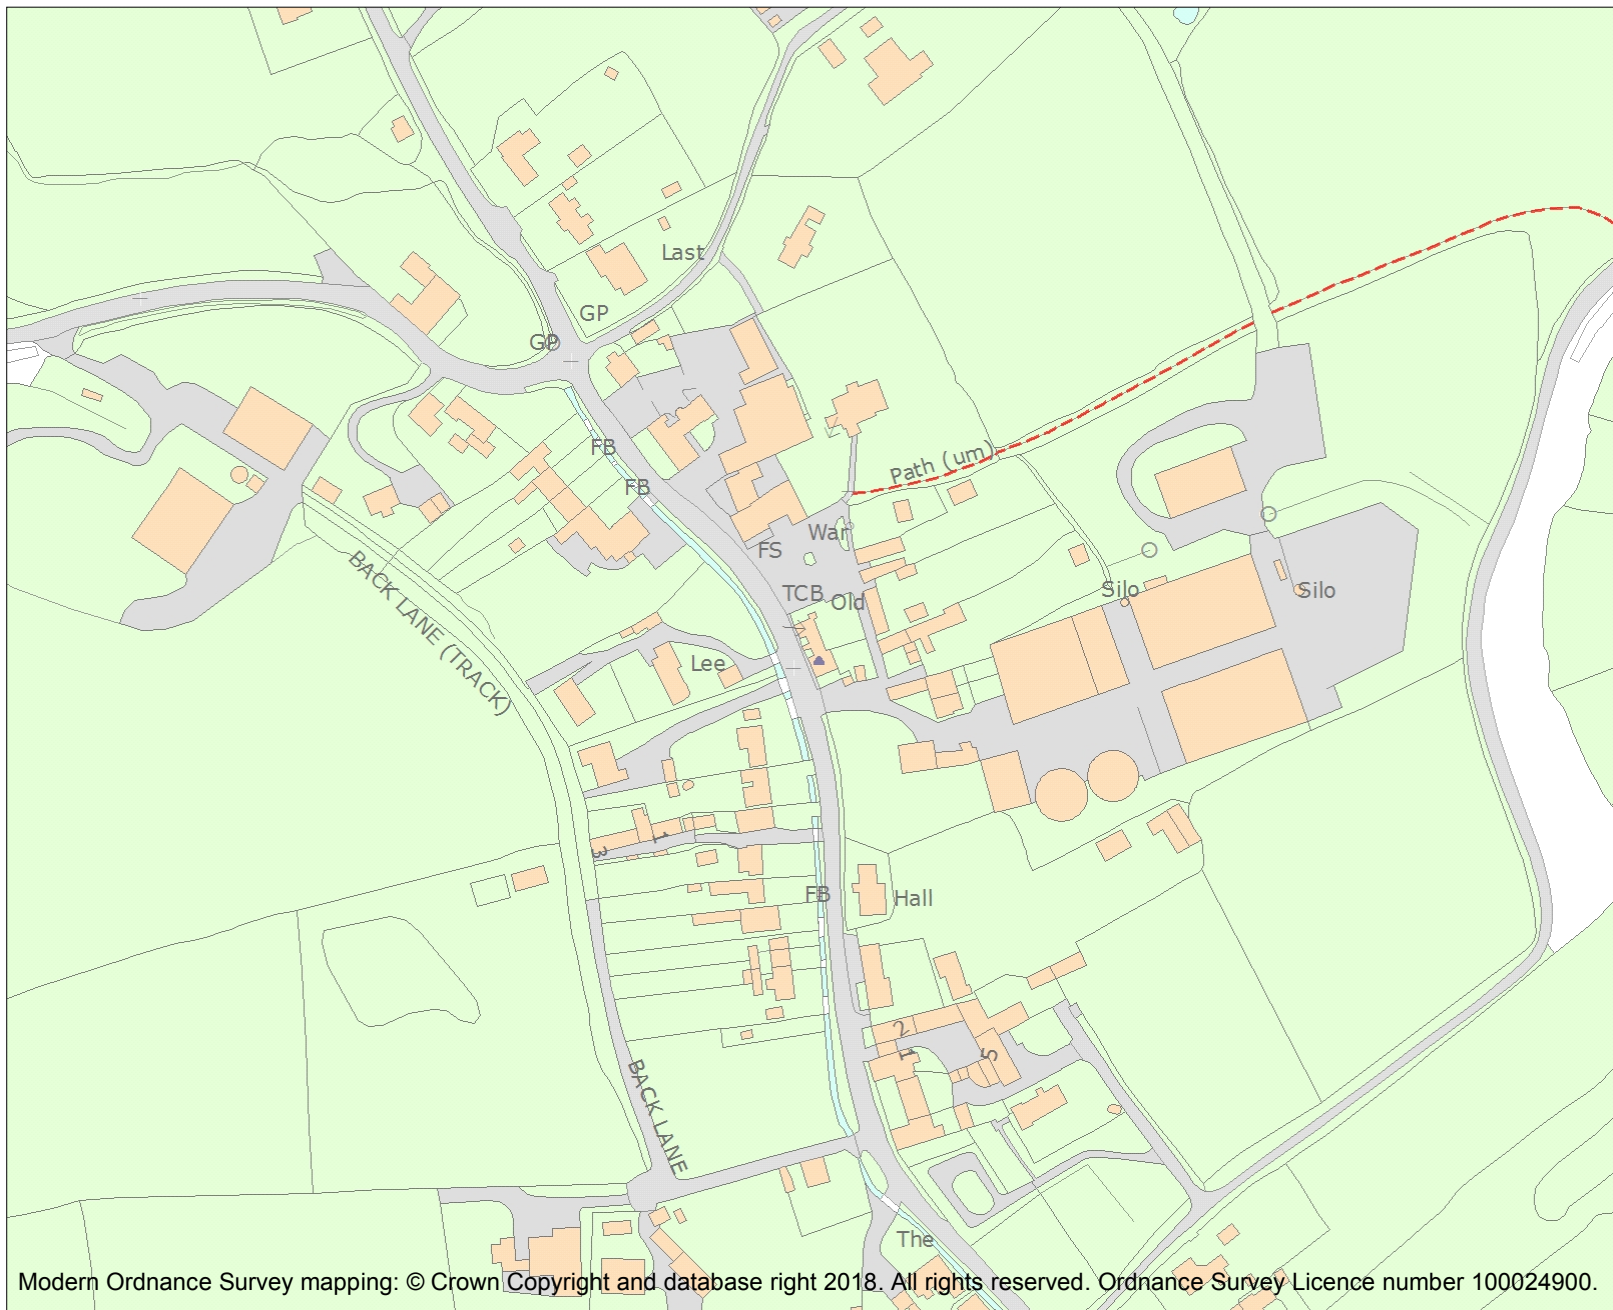 Last
GP
GP
FB
Path (um)
FB
War
FS
BACK LANE (TRACK)
TCB
Old
Silo
Silo
Lee
1
3
FB
Hall
2
1
S
BACK LANE
The
Modern Ordnance Survey mapping: © Crown Copyright and database right 2018. All rights reserved. Ordnance Survey Licence number 100024900.